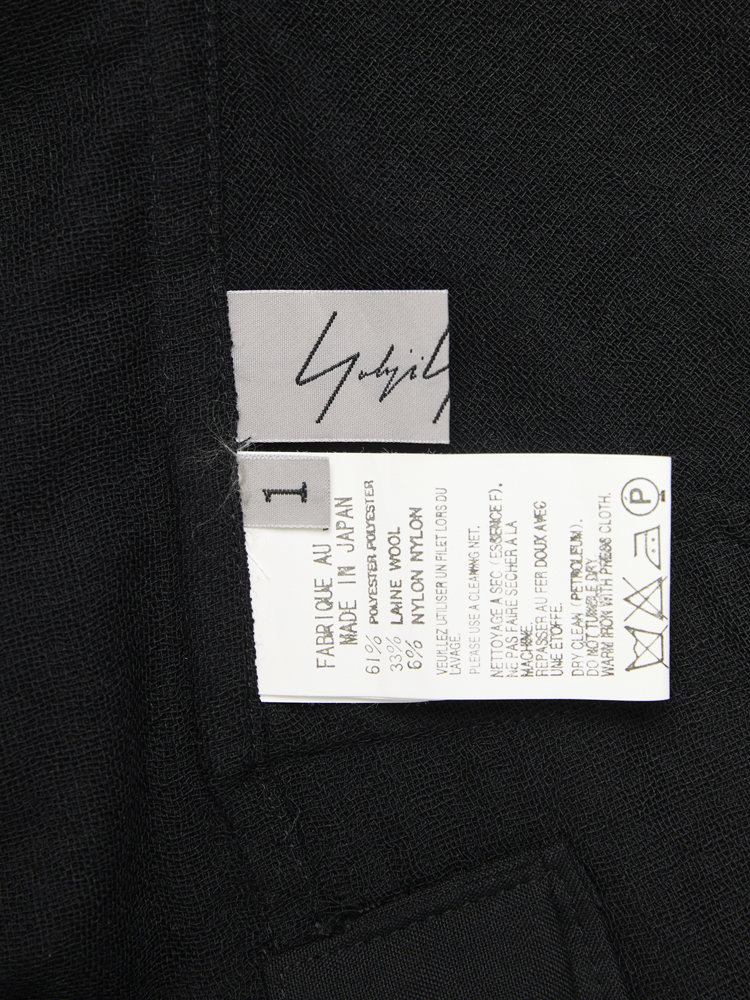 Yohji Y
1
FABRIQUE AU
MADE IN JAPAN
61% POLYESTER POLYESTER
33% LAINE WOOL
6% NYLON NYLON
VEUILLEZ UTILISER UN FILET LORS DU
LAVAGE.
PLEASE USE A CLEANING NET.
NETTOYAGE A SEC (ESSENCE F).
NE PAS FAIRE SECHER A LA
MACHINE.
REPASSER AU FER DOUX AVEC
UNE ETOFFE.
DRY CLEAN (PETROLEUM).
DO NOT TUMBLE DRY.
WARM IRON WITH PRESS CLOTH.
P